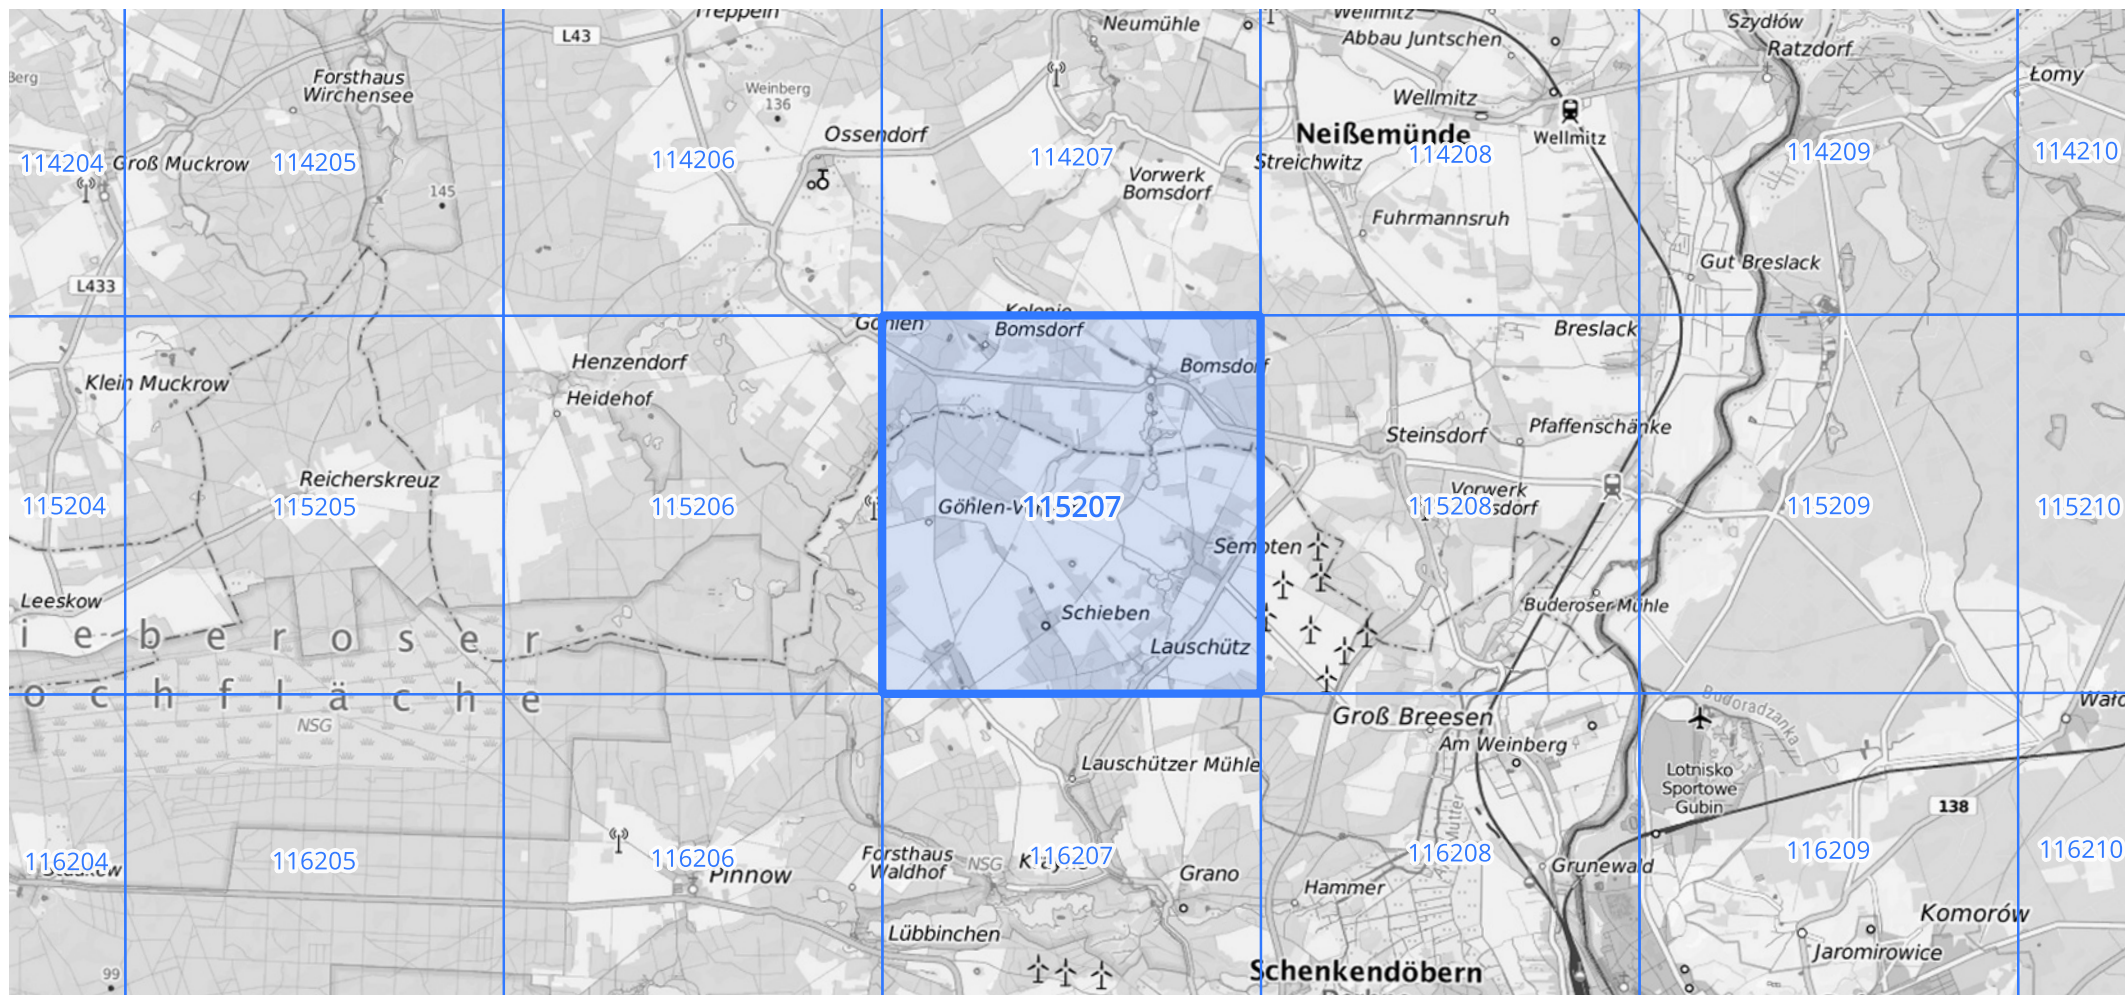 Treppeln
L43
Neumühle
Wellmitz
Szydłów
Abbau Juntschen
Ratzdorf
Berg
Forsthaus
Wirchensee
Weinberg
136
Łomy
Wellmitz
Neißemünde
Wellmitz
Ossendorf
114204
Groß Muckrow
114205
114206
114207
Streichwitz
114208
114209
114210
145
Vorwerk
Bomsdorf
Fuhrmannsruh
Gut Breslack
L433
Kolonie
Bomsdorf
Göhlen
Breslack
Henzendorf
Bomsdorf
Klein Muckrow
Heidehof
Steinsdorf
Pfaffenschänke
Reicherskreuz
Vorwerk
115204
115205
115206
115207
115208
115209
115210
Sembten
Leeskow
Schieben
Buderoser Mühle
i e b e r o s e r
Lauschütz
o c h f l ä c h e
NSG
Groß Breesen
Budoradzanka
Am Weinberg
Lauschützer Mühle
Lotnisko
Sportowe
Gubin
138
116204
116205
116206
116207
116208
116209
116210
Pinnow
Forsthaus
Waldhof
NSG
Grano
Grunewald
Hammer
Komorów
Lübbinchen
Jaromirowice
99
Schenkendöbern